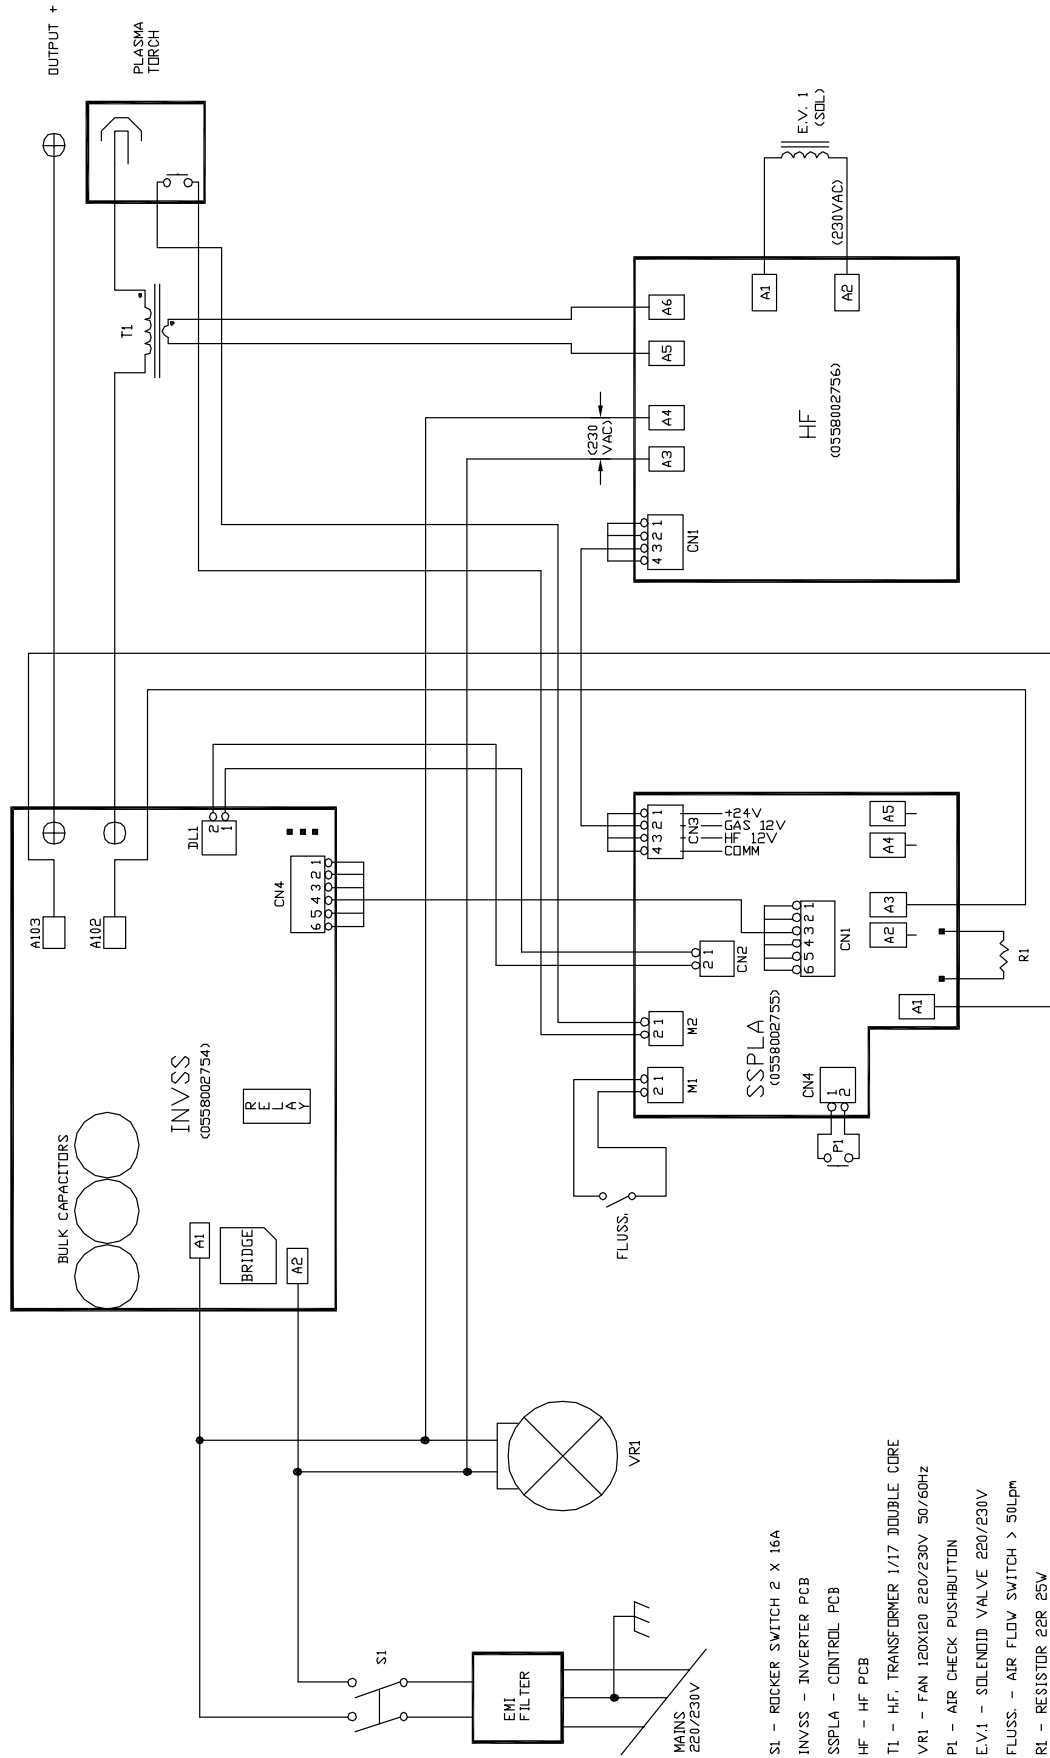 OUTPUT +
PLASMA
TORCH
T1
E.V. 1
(SOL)
(230VAC)
A6
A5
A4
A3
(230
VAC)
A1
A2
HF
(0558002756)
4 3 2 1
CN1
A103
A102
DL1
2 1
CN4
6 5 4 3 2 1
INVSS
(0558002754)
RELAY
BULK CAPACITORS
A1
BRIDGE
A2
4 3 2 1
CN3
+24V
GAS 12V
HF 12V
COMM
A5
A4
A3
A2
A1
R1
6 5 4 3 2 1
CN1
2 1
CN2
2 1
M2
2 1
M1
SSPLA
(0558002755)
CN4
1
2
P1
FLUSS.
VR1
S1
EMI
FILTER
MAINS
220/230V
S1 - ROCKER SWITCH 2 X 16A
INVSS - INVERTER PCB
SSPLA - CONTROL PCB
HF - HF PCB
T1 - H.F. TRANSFORMER 1/17 DOUBLE CORE
VR1 - FAN 120X120 220/230V 50/60Hz
P1 - AIR CHECK PUSHBUTTON
E.V.1 - SOLENOID VALVE 220/230V
FLUSS. - AIR FLOW SWITCH > 50Lpm
R1 - RESISTOR 22R 25W